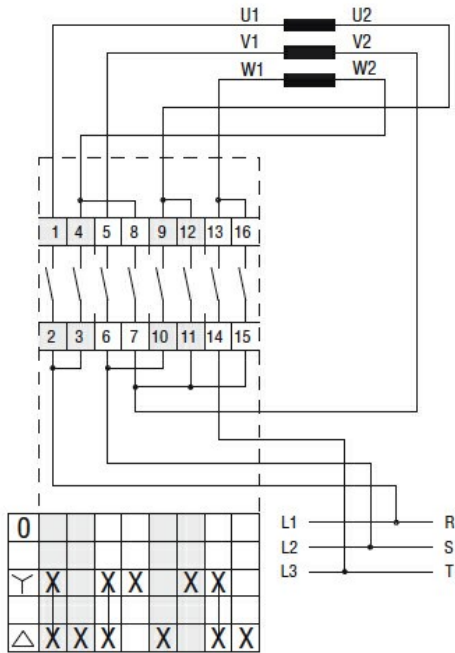 U1 U2
V1 V2
W1 W2
1 4 5 8 9 12 13 16
2 3 6 7 10 11 14 15
L1 R
L2 S
L3 T
0
Y X X X X X
△ X X X X X X